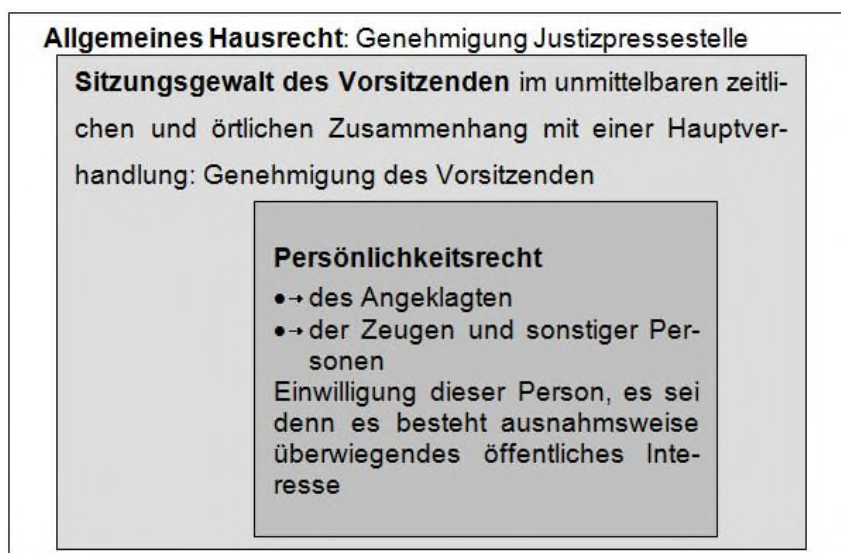 Allgemeines Hausrecht: Genehmigung Justizpressestelle
Sitzungsgewalt des Vorsitzenden im unmittelbaren zeitli-
chen und örtlichen Zusammenhang mit einer Hauptver-
handlung: Genehmigung des Vorsitzenden
Persönlichkeitsrecht
●→ des Angeklagten
●→ der Zeugen und sonstiger Per-
sonen
Einwilligung dieser Person, es sei
denn es besteht ausnahmsweise
überwiegendes öffentliches Inte-
resse